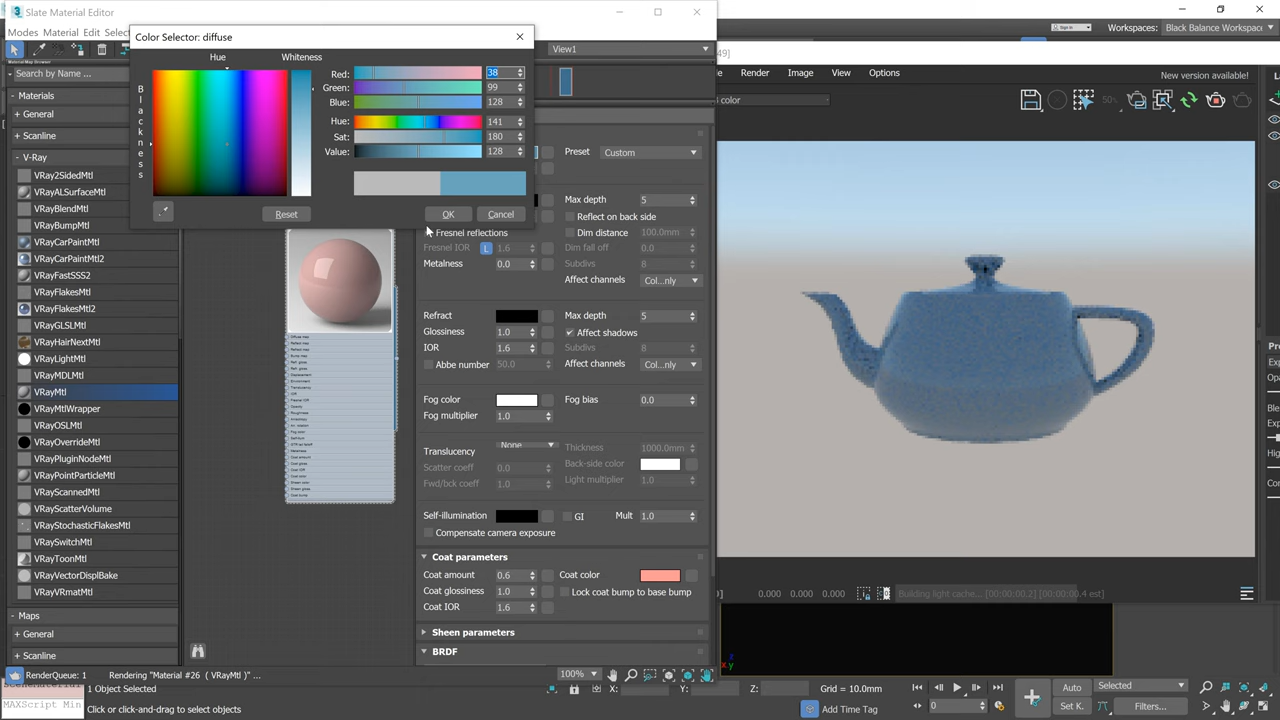 Slate Material Editor
Modes Material Edit Select
Color Selector: diffuse
Hue Whiteness
Blackness
Red: 38
Green: 99
Blue: 128
Hue: 141
Sat: 180
Value: 128
Reset OK Cancel
View1
Material Map Browser
Search by Name ...
- Materials
+ General
+ Scanline
- V-Ray
VRay2SidedMtl
VRayALSurfaceMtl
VRayBlendMtl
VRayBumpMtl
VRayCarPaintMtl
VRayCarPaintMtl2
VRayFastSSS2
VRayFlakesMtl
VRayFlakesMtl2
VRayGLSLMtl
VRayHairNextMtl
VRayLightMtl
VRayMDLMtl
VRayMtl
VRayMtlWrapper
VRayOSLMtl
VRayOverrideMtl
VRayPluginNodeMtl
VRayPointParticleMtl
VRayScannedMtl
VRayScatterVolume
VRayStochasticFlakesMtl
VRaySwitchMtl
VRayToonMtl
VRayVectorDisplBake
VRayVRmatMtl
- Maps
+ General
+ Scanline
Preset Custom
Max depth 5
Reflect on back side
Fresnel reflections Dim distance 100.0mm
Fresnel IOR L 1.6 Dim fall off 0.0
Metalness 0.0 Subdivs 8
Affect channels Col...nly
Refract Max depth 5
Glossiness 1.0 Affect shadows
IOR 1.6 Subdivs 8
Abbe number 50.0 Affect channels Col...nly
Fog color Fog bias 0.0
Fog multiplier 1.0
Translucency None Thickness 1000.0mm
Scatter coeff 0.0 Back-side color
Fwd/bck coeff 1.0 Light multiplier 1.0
Self-illumination GI Mult 1.0
Compensate camera exposure
Coat parameters
Coat amount 0.6 Coat color
Coat glossiness 1.0 Lock coat bump to base bump
Coat IOR 1.6
Sheen parameters
BRDF
RenderQueue: 1 Rendering "Material #26 ( VRayMtl )" ...
100%
Sign In Workspaces: Black Balance Workspace
Render Image View Options New version available!
color
50%
0.000 0.000 0.000 Building light cache... [00:00:00.2] [00:00:00.4 est]
z
x y
1 Object Selected
MAXScript Min Click or click-and-drag to select objects
X: Y: Z: Grid = 10.0mm
Add Time Tag
0
Auto Selected
Set K. Filters...